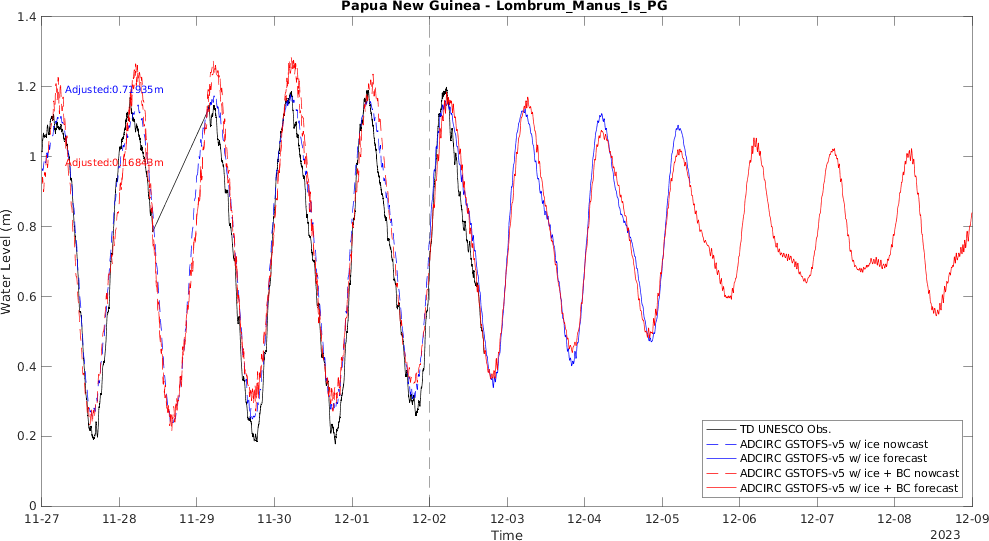 Papua New Guinea - Lombrum_Manus_Is_PG
1.4
1.2
1
0.8
0.6
0.4
0.2
0
Water Level (m)
Adjusted:0.72935m
Adjusted:0.16843m
TD UNESCO Obs.
ADCIRC GSTOFS-v5 w/ ice nowcast
ADCIRC GSTOFS-v5 w/ ice forecast
ADCIRC GSTOFS-v5 w/ ice + BC nowcast
ADCIRC GSTOFS-v5 w/ ice + BC forecast
11-27 11-28 11-29 11-30 12-01 12-02 12-03 12-04 12-05 12-06 12-07 12-08 12-09
Time
2023